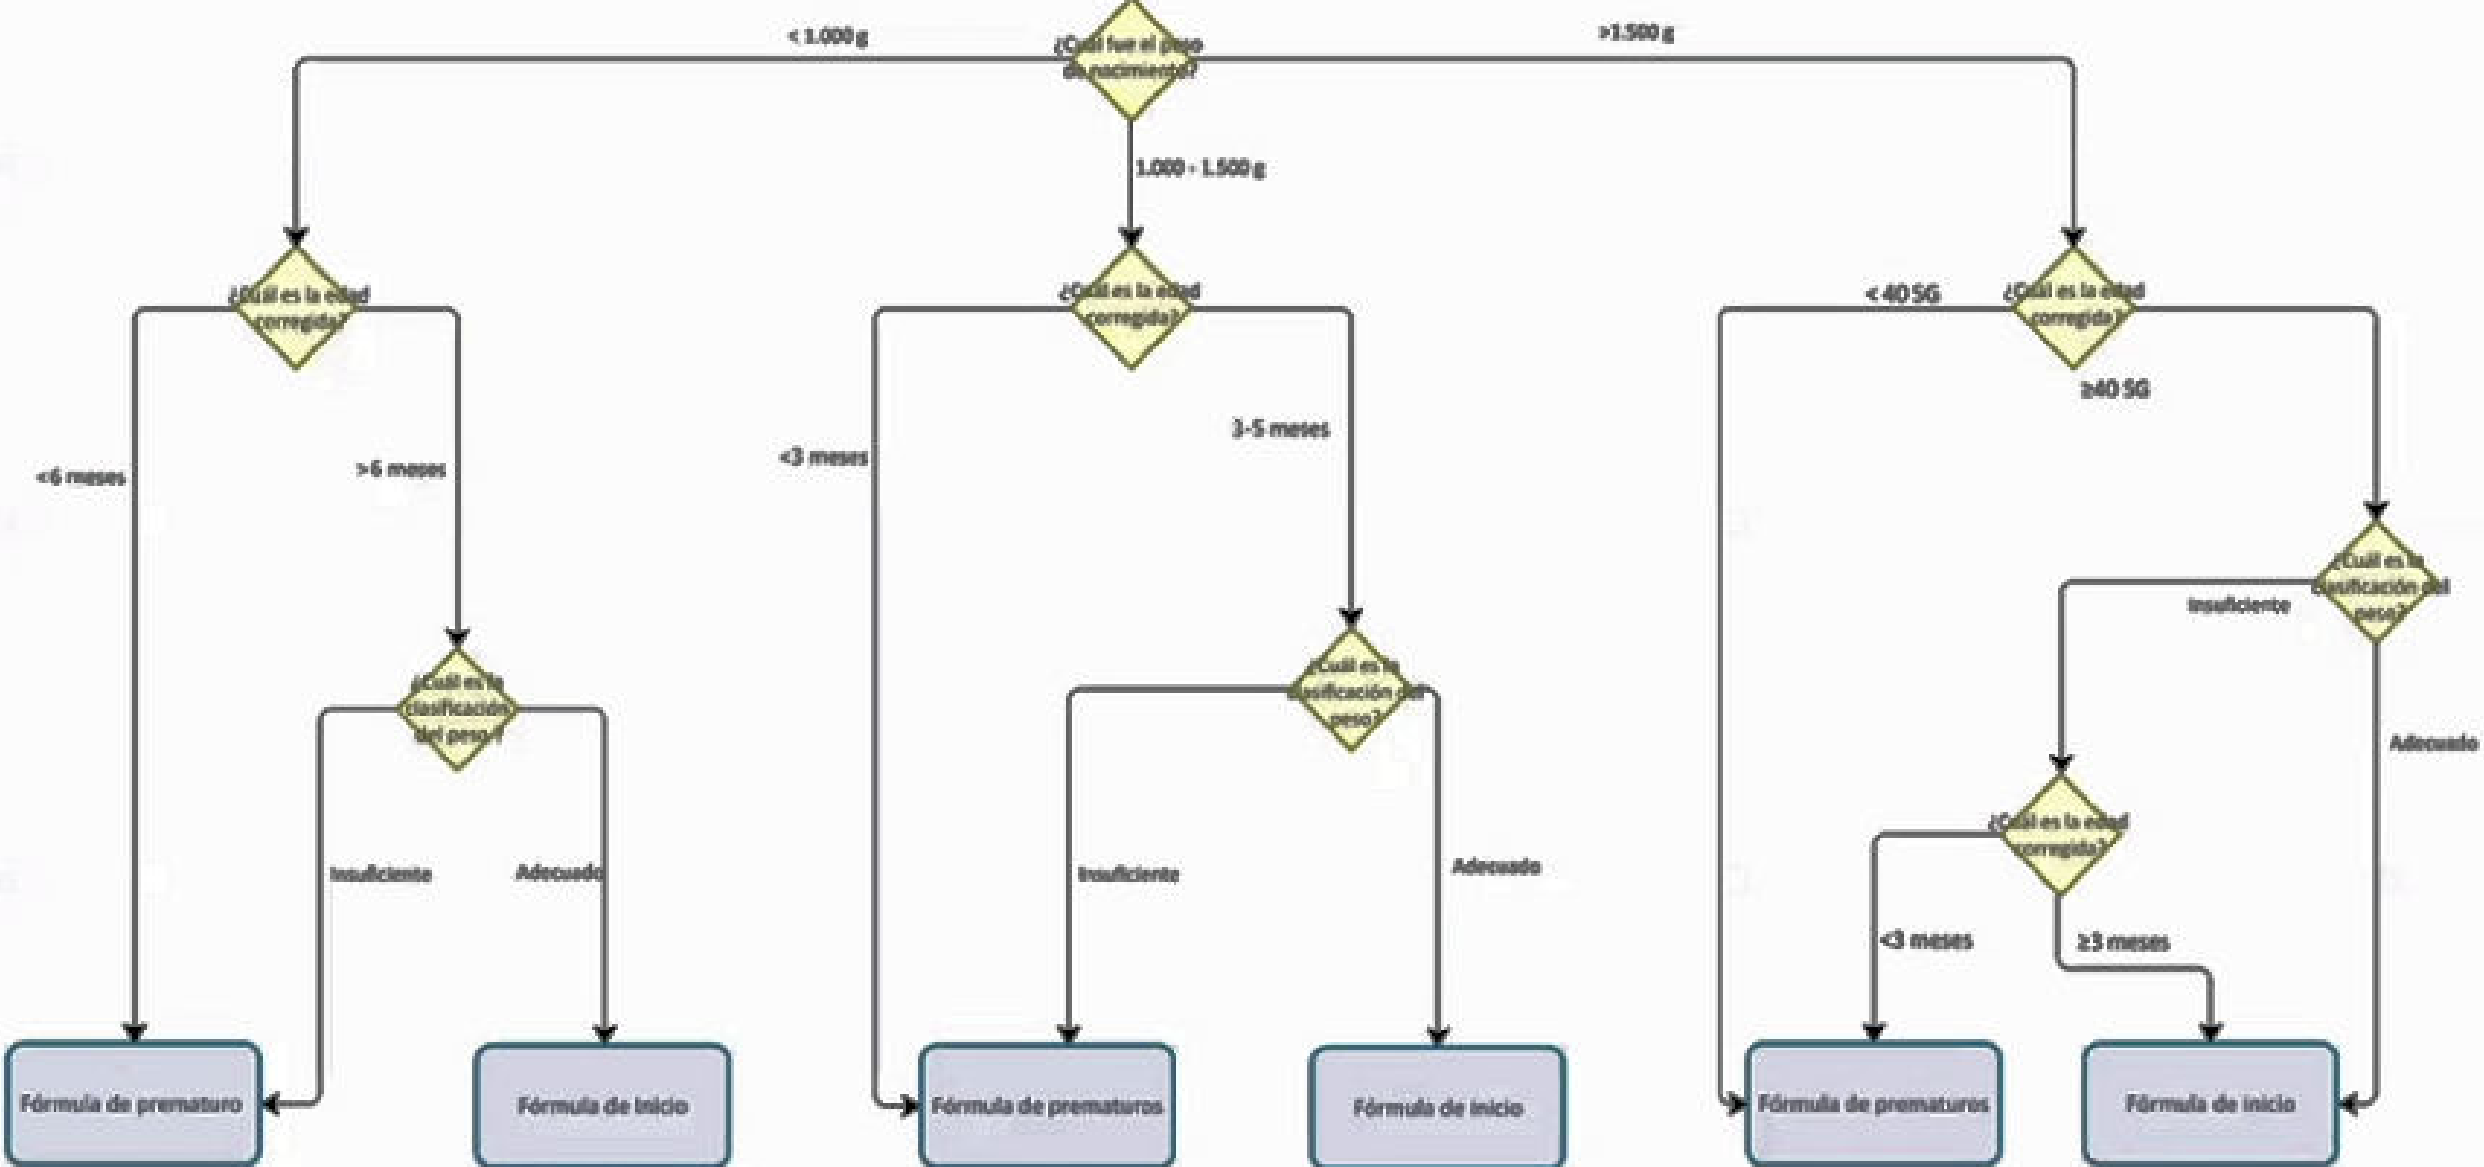 < 1.000 g
¿Cuál fue el peso
de nacimiento?
>1.500 g
1.000 - 1.500 g
¿Cuál es la edad
corregida?
¿Cuál es la edad
corregida?
< 40 SG
¿Cuál es la edad
corregida?
≥40 SG
<6 meses
>6 meses
<3 meses
3-5 meses
¿Cuál es la
clasificación del
peso?
Insuficiente
¿Cuál es la
clasificación
del peso ?
¿Cuál es la
clasificación del
peso?
Adecuado
¿Cuál es la edad
corregida?
Insuficiente
Adecuado
Insuficiente
Adecuado
<3 meses
≥3 meses
Fórmula de prematuro
Fórmula de Inicio
Fórmula de prematuros
Fórmula de inicio
Fórmula de prematuros
Fórmula de inicio